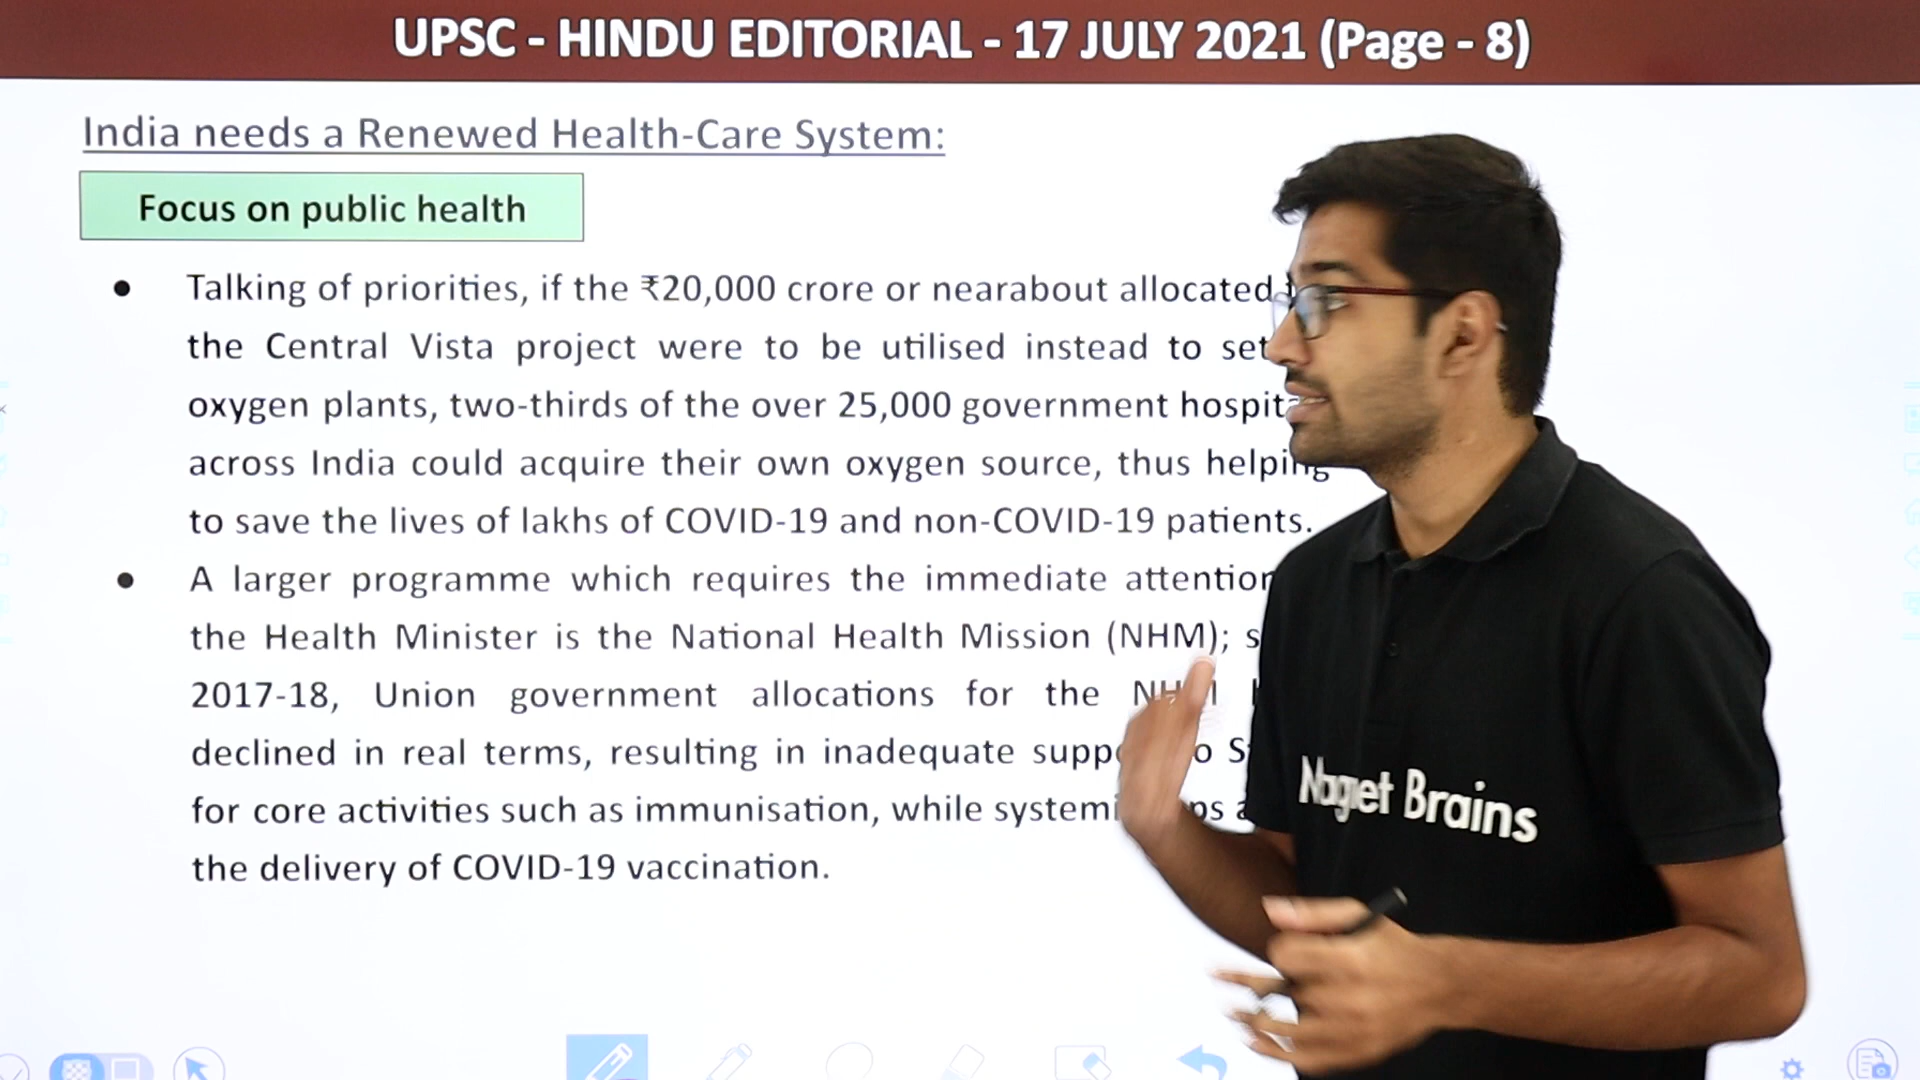 UPSC - HINDU EDITORIAL - 17 JULY 2021 (Page - 8)
India needs a Renewed Health-Care System:
Focus on public health
● Talking of priorities, if the ₹20,000 crore or nearabout allocated
the Central Vista project were to be utilised instead to set
oxygen plants, two-thirds of the over 25,000 government
across India could acquire their own oxygen source, thus helping
to save the lives of lakhs of COVID-19 and non-COVID-19 patients.
● A larger programme which requires the immediate attention
the Health Minister is the National Health Mission (NHM);
2017-18, Union government allocations for the NHM
declined in real terms, resulting in inadequate
for core activities such as immunisation, while
the delivery of COVID-19 vaccination.
Magnet Brains